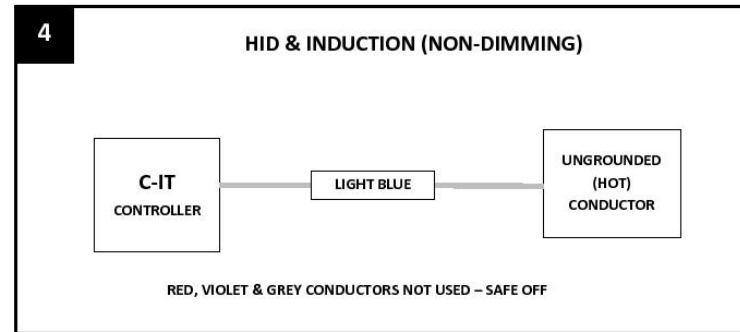 4
HID & INDUCTION (NON-DIMMING)
C-IT
CONTROLLER
LIGHT BLUE
UNGROUNDED
(HOT)
CONDUCTOR
RED, VIOLET & GREY CONDUCTORS NOT USED – SAFE OFF